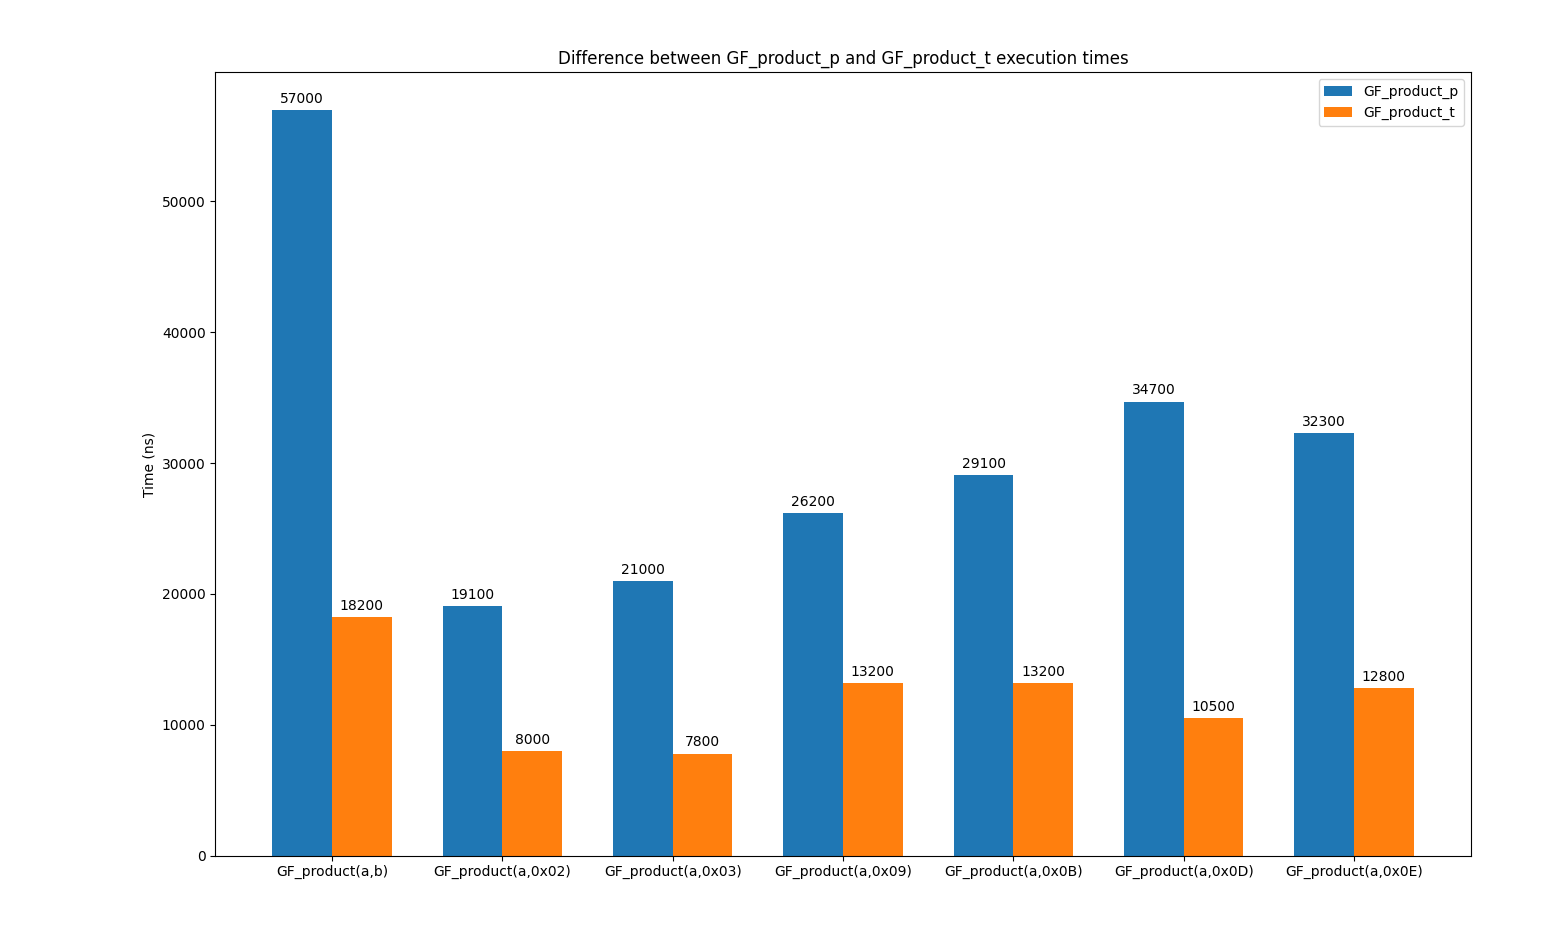 Difference between GF_product_p and GF_product_t execution times
GF_product_p
GF_product_t
Time (ns)
50000
40000
30000
20000
10000
0
57000
18200
19100
8000
21000
7800
26200
13200
29100
13200
34700
10500
32300
12800
GF_product(a,b)
GF_product(a,0x02)
GF_product(a,0x03)
GF_product(a,0x09)
GF_product(a,0x0B)
GF_product(a,0x0D)
GF_product(a,0x0E)